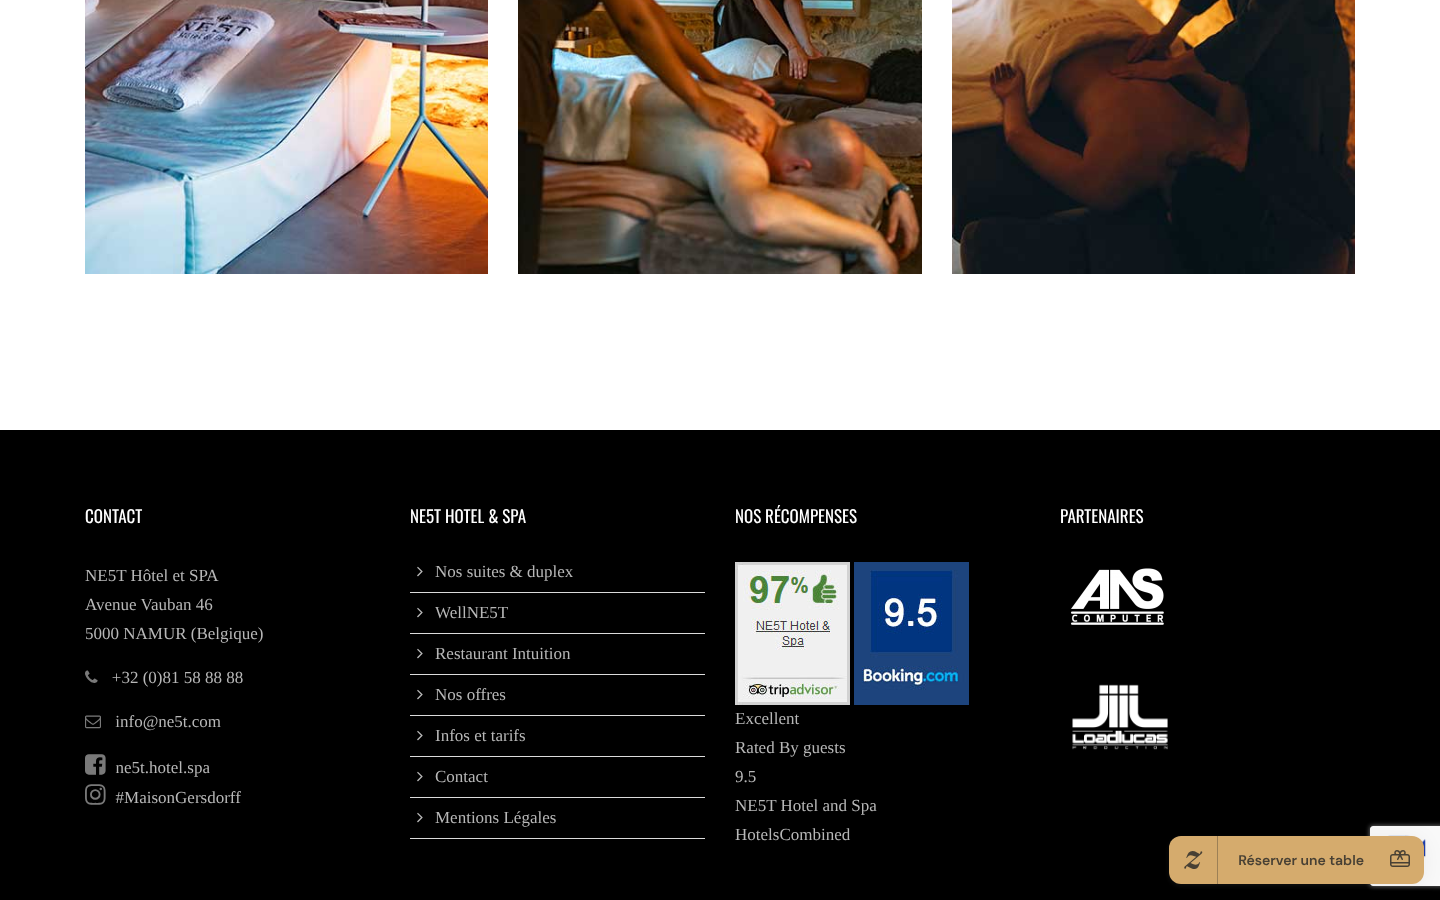 NE5T
CONTACT
NE5T Hôtel et SPA
Avenue Vauban 46
5000 NAMUR (Belgique)
+32 (0)81 58 88 88
info@ne5t.com
ne5t.hotel.spa
#MaisonGersdorff
NE5T HOTEL & SPA
Nos suites & duplex
WellNE5T
Restaurant Intuition
Nos offres
Infos et tarifs
Contact
Mentions Légales
NOS RÉCOMPENSES
97%
NE5T Hotel &
Spa
tripadvisor
9.5
Booking.com
Excellent
Rated By guests
9.5
NE5T Hotel and Spa
HotelsCombined
PARTENAIRES
ANS
COMPUTER
JIL
LOADLUCAS
PRODUCTION
Réserver une table